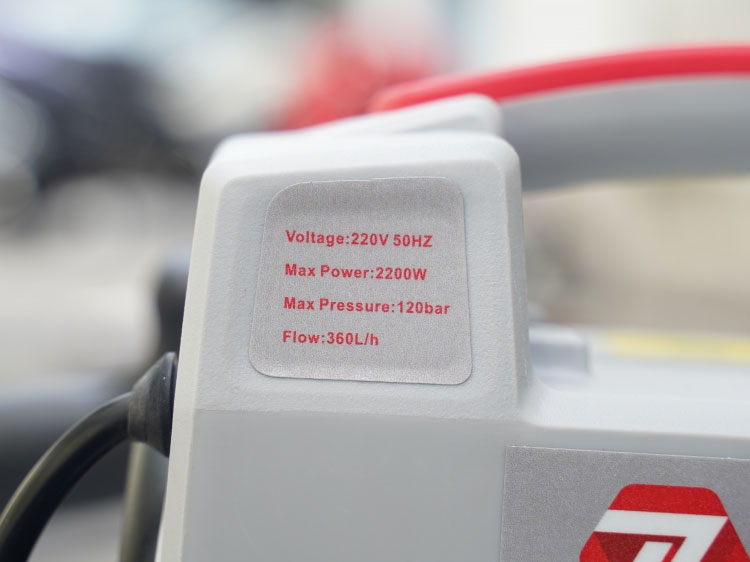 Voltage:220V 50HZ
Max Power:2200W
Max Pressure:120bar
Flow:360L/h